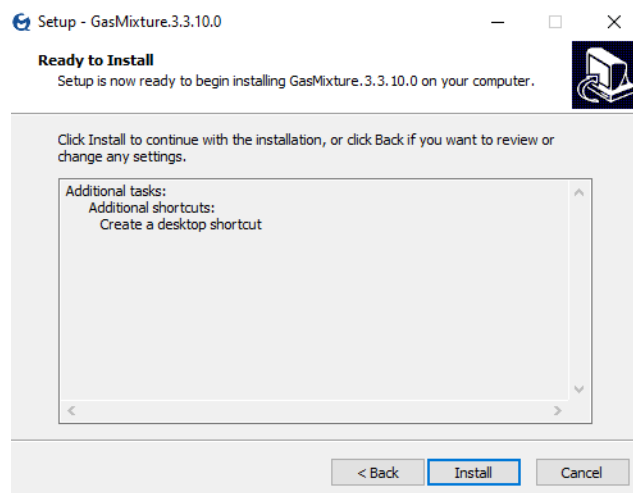 Setup - GasMixture.3.3.10.0
Ready to Install
Setup is now ready to begin installing GasMixture.3.3.10.0 on your computer.
Click Install to continue with the installation, or click Back if you want to review or
change any settings.
Additional tasks:
Additional shortcuts:
Create a desktop shortcut
< Back
Install
Cancel